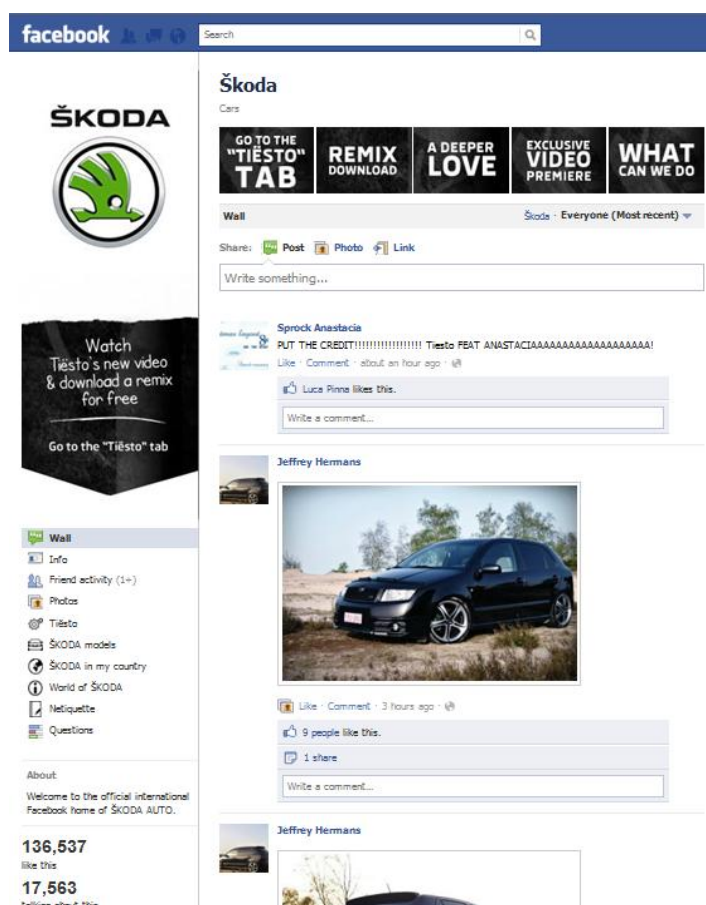 facebook
Search
ŠKODA
Watch
Tiësto's new video
& download a remix
for free
Go to the "Tiësto" tab
Wall
Info
Friend activity (1+)
Photos
Tiësto
ŠKODA models
ŠKODA in my country
World of ŠKODA
Netiquette
Questions
About
Welcome to the official international
Facebook home of ŠKODA AUTO.
136,537
like this
17,563
talking about this
Škoda
Cars
GO TO THE
"TIËSTO"
TAB
REMIX
DOWNLOAD
A DEEPER
LOVE
EXCLUSIVE
VIDEO
PREMIERE
WHAT
CAN WE DO
Wall
Škoda · Everyone (Most recent)
Share: Post Photo Link
Write something...
Sprock Anastacia
PUT THE CREDIT!!!!!!!!!!!!!!!!!!! Tiesto FEAT ANASTACIAAAAAAAAAAAAAAAAAAAA!
Like · Comment · about an hour ago
Luca Pinna likes this.
Write a comment...
Jeffrey Hermans
Like · Comment · 3 hours ago
9 people like this.
1 share
Write a comment...
Jeffrey Hermans